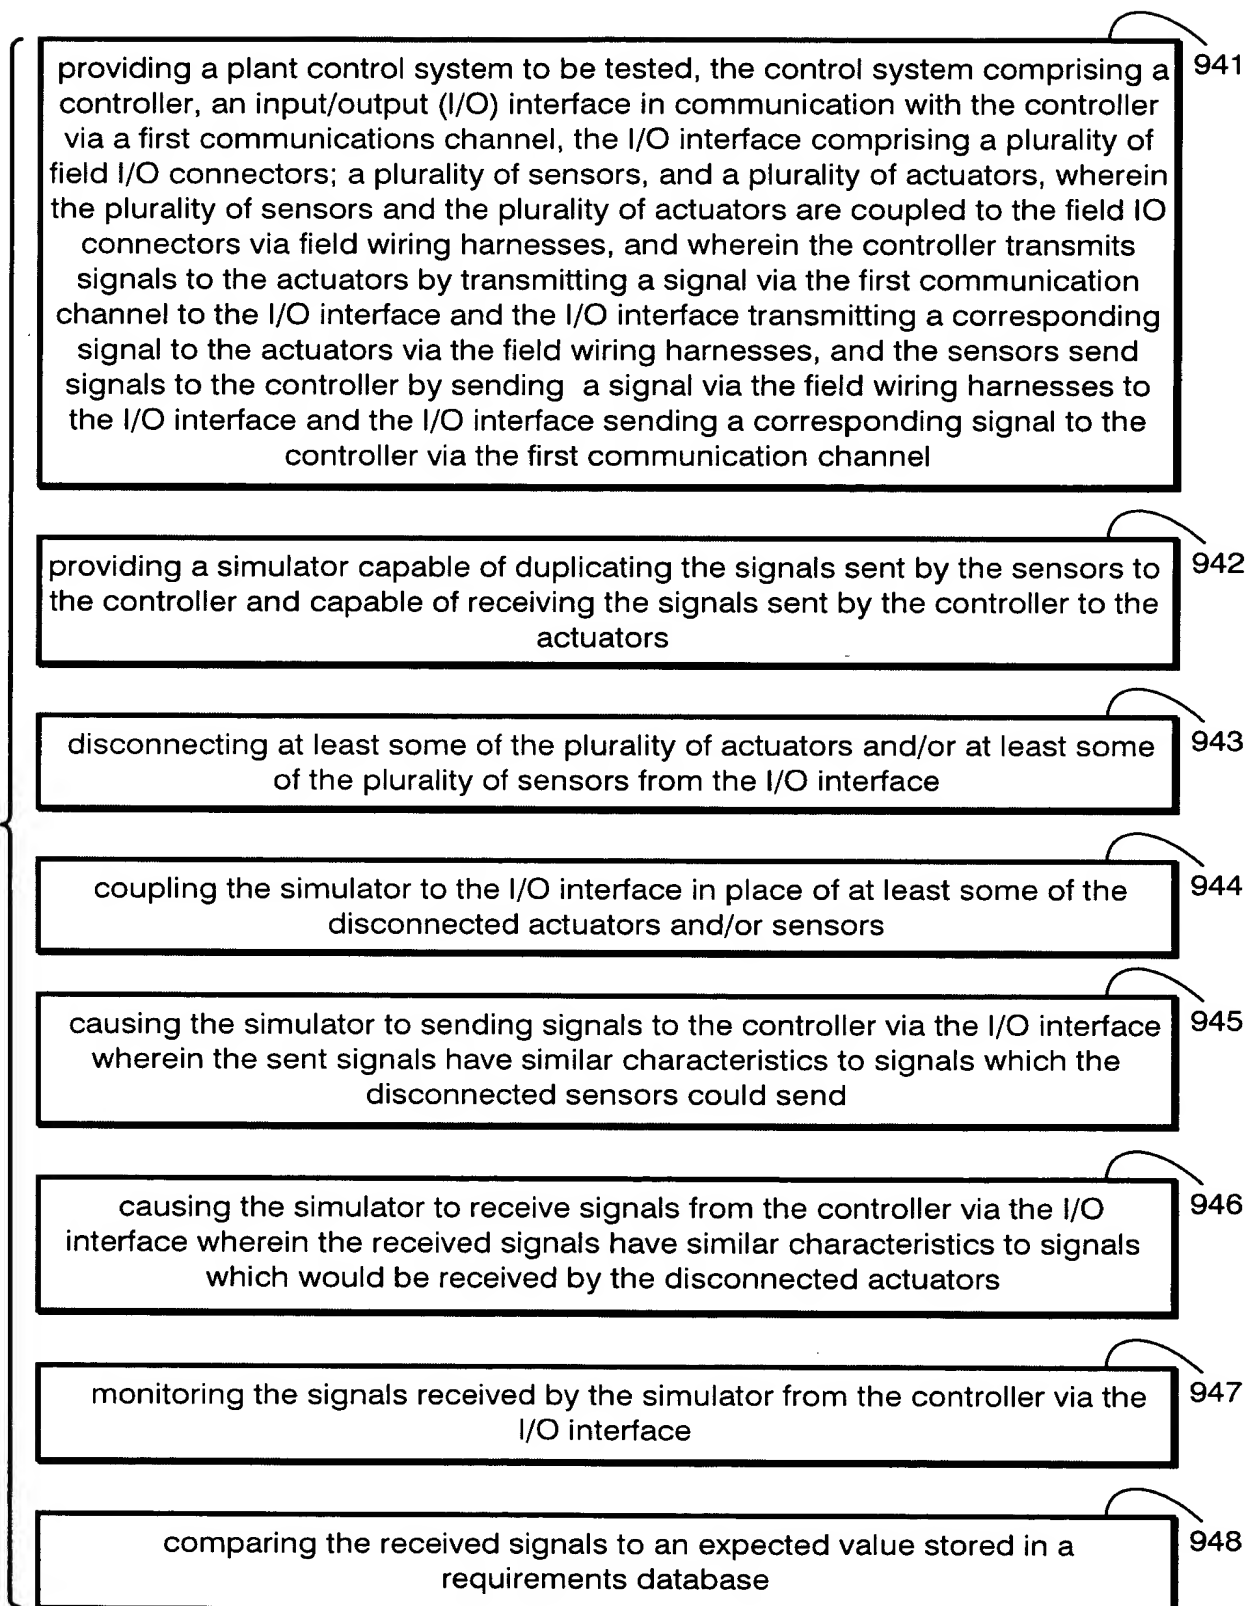 providing a plant control system to be tested, the control system comprising a
controller, an input/output (I/O) interface in communication with the controller
via a first communications channel, the I/O interface comprising a plurality of
field I/O connectors; a plurality of sensors, and a plurality of actuators, wherein
the plurality of sensors and the plurality of actuators are coupled to the field IO
connectors via field wiring harnesses, and wherein the controller transmits
signals to the actuators by transmitting a signal via the first communication
channel to the I/O interface and the I/O interface transmitting a corresponding
signal to the actuators via the field wiring harnesses, and the sensors send
signals to the controller by sending a signal via the field wiring harnesses to
the I/O interface and the I/O interface sending a corresponding signal to the
controller via the first communication channel
941
providing a simulator capable of duplicating the signals sent by the sensors to
the controller and capable of receiving the signals sent by the controller to the
actuators
942
disconnecting at least some of the plurality of actuators and/or at least some
of the plurality of sensors from the I/O interface
943
coupling the simulator to the I/O interface in place of at least some of the
disconnected actuators and/or sensors
944
causing the simulator to sending signals to the controller via the I/O interface
wherein the sent signals have similar characteristics to signals which the
disconnected sensors could send
945
causing the simulator to receive signals from the controller via the I/O
interface wherein the received signals have similar characteristics to signals
which would be received by the disconnected actuators
946
monitoring the signals received by the simulator from the controller via the
I/O interface
947
comparing the received signals to an expected value stored in a
requirements database
948